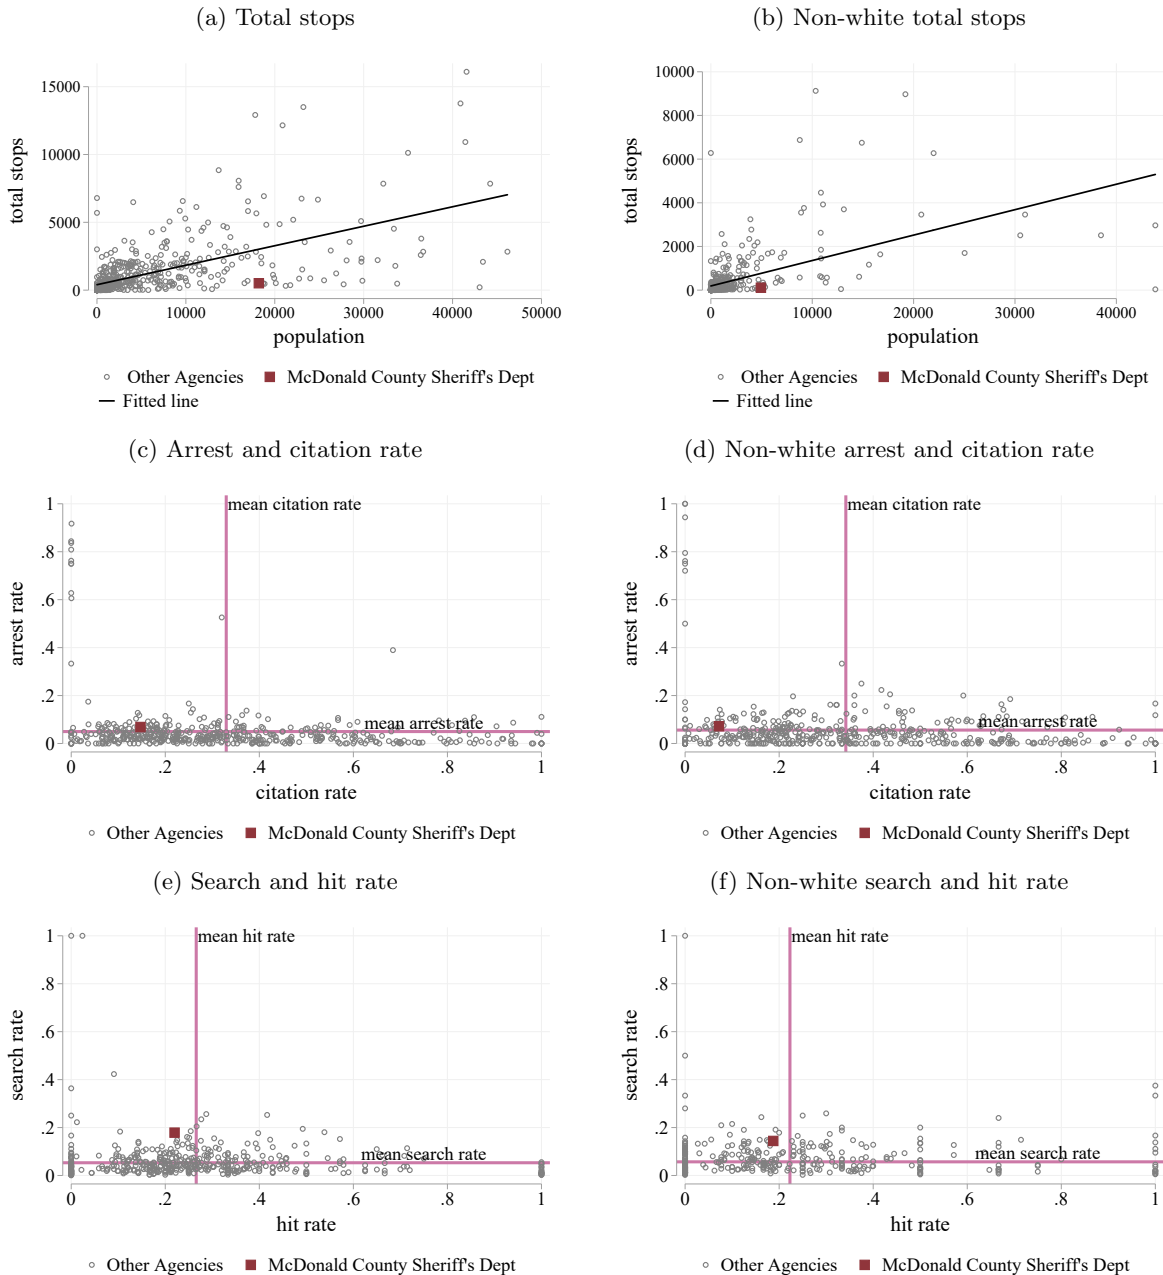 (a) Total stops
(b) Non-white total stops
total stops
15000
10000
5000
0
0 10000 20000 30000 40000 50000
population
Other Agencies McDonald County Sheriff's Dept
Fitted line
total stops
10000
8000
6000
4000
2000
0
0 10000 20000 30000 40000
population
Other Agencies McDonald County Sheriff's Dept
Fitted line
(c) Arrest and citation rate
(d) Non-white arrest and citation rate
arrest rate
1
.8
.6
.4
.2
0
mean citation rate
mean arrest rate
0 .2 .4 .6 .8 1
citation rate
Other Agencies McDonald County Sheriff's Dept
arrest rate
1
.8
.6
.4
.2
0
mean citation rate
mean arrest rate
0 .2 .4 .6 .8 1
citation rate
Other Agencies McDonald County Sheriff's Dept
(e) Search and hit rate
(f) Non-white search and hit rate
search rate
1
.8
.6
.4
.2
0
mean hit rate
mean search rate
0 .2 .4 .6 .8 1
hit rate
Other Agencies McDonald County Sheriff's Dept
search rate
1
.8
.6
.4
.2
0
mean hit rate
mean search rate
0 .2 .4 .6 .8 1
hit rate
Other Agencies McDonald County Sheriff's Dept